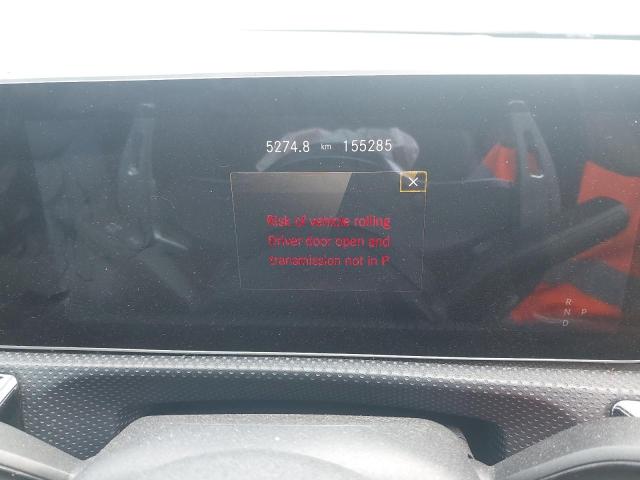 5274.8 km 155285
Risk of vehicle rolling
Driver door open and
transmission not in P
R
N P
D